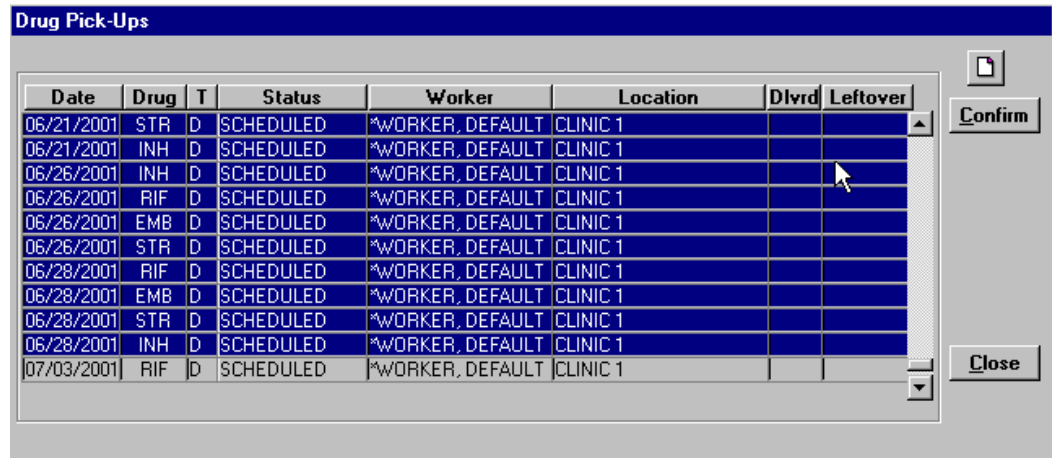 Drug Pick-Ups
Date Drug T Status Worker Location Dlvrd Leftover
06/21/2001 STR D SCHEDULED *WORKER, DEFAULT CLINIC 1
06/21/2001 INH D SCHEDULED *WORKER, DEFAULT CLINIC 1
06/26/2001 INH D SCHEDULED *WORKER, DEFAULT CLINIC 1
06/26/2001 RIF D SCHEDULED *WORKER, DEFAULT CLINIC 1
06/26/2001 EMB D SCHEDULED *WORKER, DEFAULT CLINIC 1
06/26/2001 STR D SCHEDULED *WORKER, DEFAULT CLINIC 1
06/28/2001 RIF D SCHEDULED *WORKER, DEFAULT CLINIC 1
06/28/2001 EMB D SCHEDULED *WORKER, DEFAULT CLINIC 1
06/28/2001 STR D SCHEDULED *WORKER, DEFAULT CLINIC 1
06/28/2001 INH D SCHEDULED *WORKER, DEFAULT CLINIC 1
07/03/2001 RIF D SCHEDULED *WORKER, DEFAULT CLINIC 1
Confirm
Close